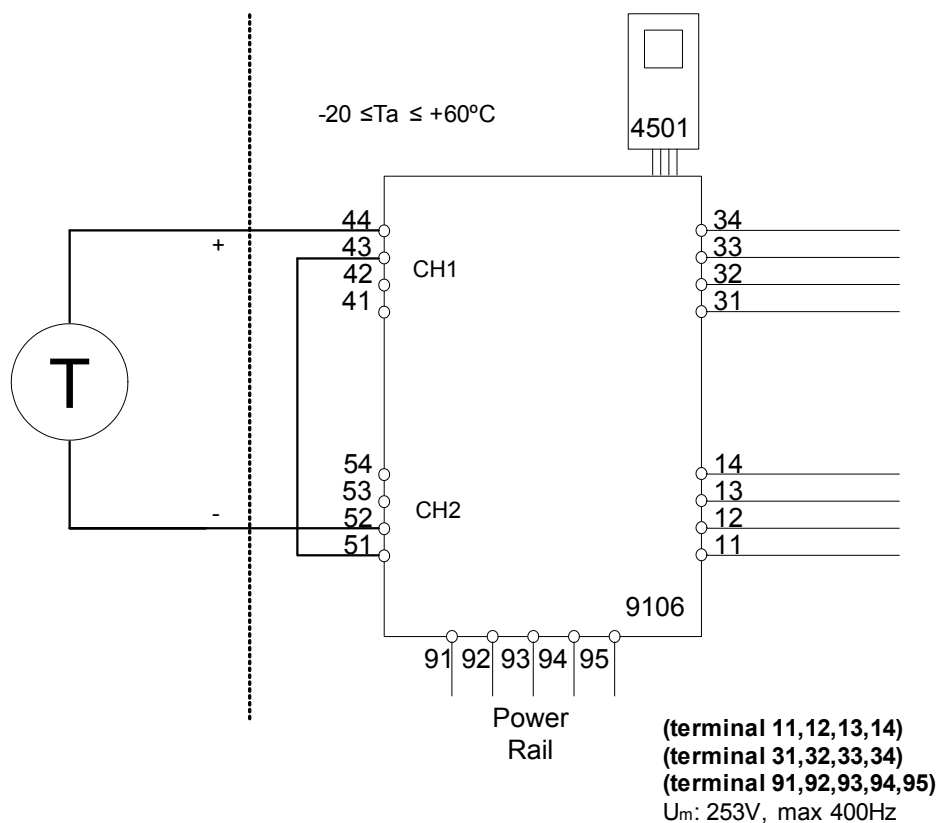 -20 ≤Ta ≤ +60ºC
4501
44
43
42
41
+
CH1
34
33
32
31
T
54
53
52
51
-
CH2
14
13
12
11
9106
91 92 93 94 95
Power
Rail
(terminal 11,12,13,14)
(terminal 31,32,33,34)
(terminal 91,92,93,94,95)
Um: 253V, max 400Hz